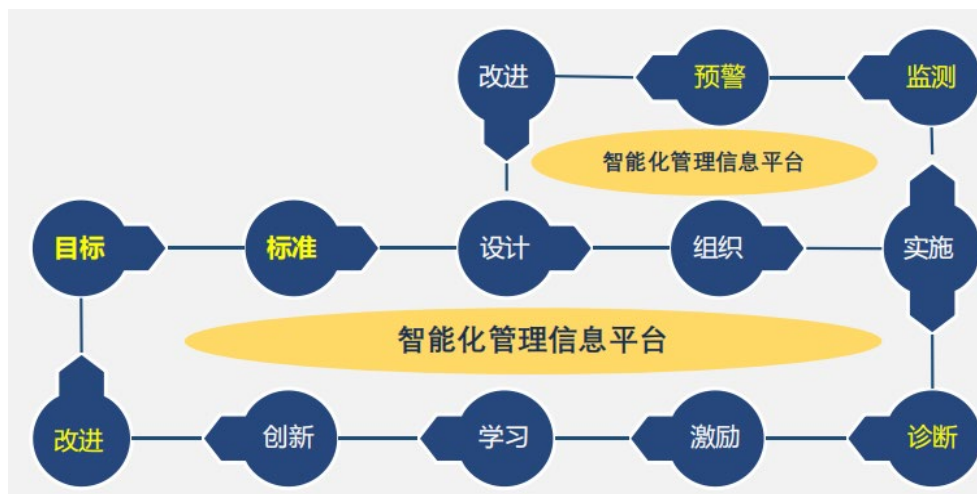 改进
预警
监测
智能化管理信息平台
目标
标准
设计
组织
实施
智能化管理信息平台
改进
创新
学习
激励
诊断